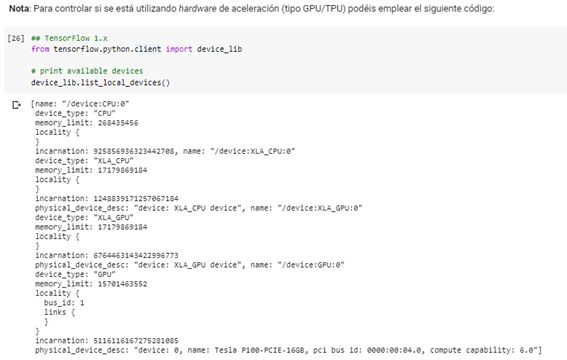 Nota: Para controlar si se está utilizando hardware de aceleración (tipo GPU/TPU) podéis emplear el siguiente código:
[26] ## TensorFlow 1.x
from tensorflow.python.client import device_lib
# print available devices
device_lib.list_local_devices()
[name: "/device:CPU:0"
device_type: "CPU"
memory_limit: 268435456
locality {
}
incarnation: 925856936323442708, name: "/device:XLA_CPU:0"
device_type: "XLA_CPU"
memory_limit: 17179869184
locality {
}
incarnation: 1248839171257067184
physical_device_desc: "device: XLA_CPU device", name: "/device:XLA_GPU:0"
device_type: "XLA_GPU"
memory_limit: 17179869184
locality {
}
incarnation: 6764463143422996773
physical_device_desc: "device: XLA_GPU device", name: "/device:GPU:0"
device_type: "GPU"
memory_limit: 15701463552
locality {
bus_id: 1
links {
}
}
incarnation: 5116116167275281085
physical_device_desc: "device: 0, name: Tesla P100-PCIE-16GB, pci bus id: 0000:00:04.0, compute capability: 6.0"]